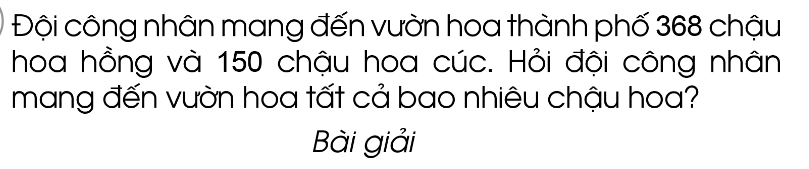 Đội công nhân mang đến vườn hoa thành phố 368 chậu
hoa hồng và 150 chậu hoa cúc. Hỏi đội công nhân
mang đến vườn hoa tất cả bao nhiêu chậu hoa?
Bài giải